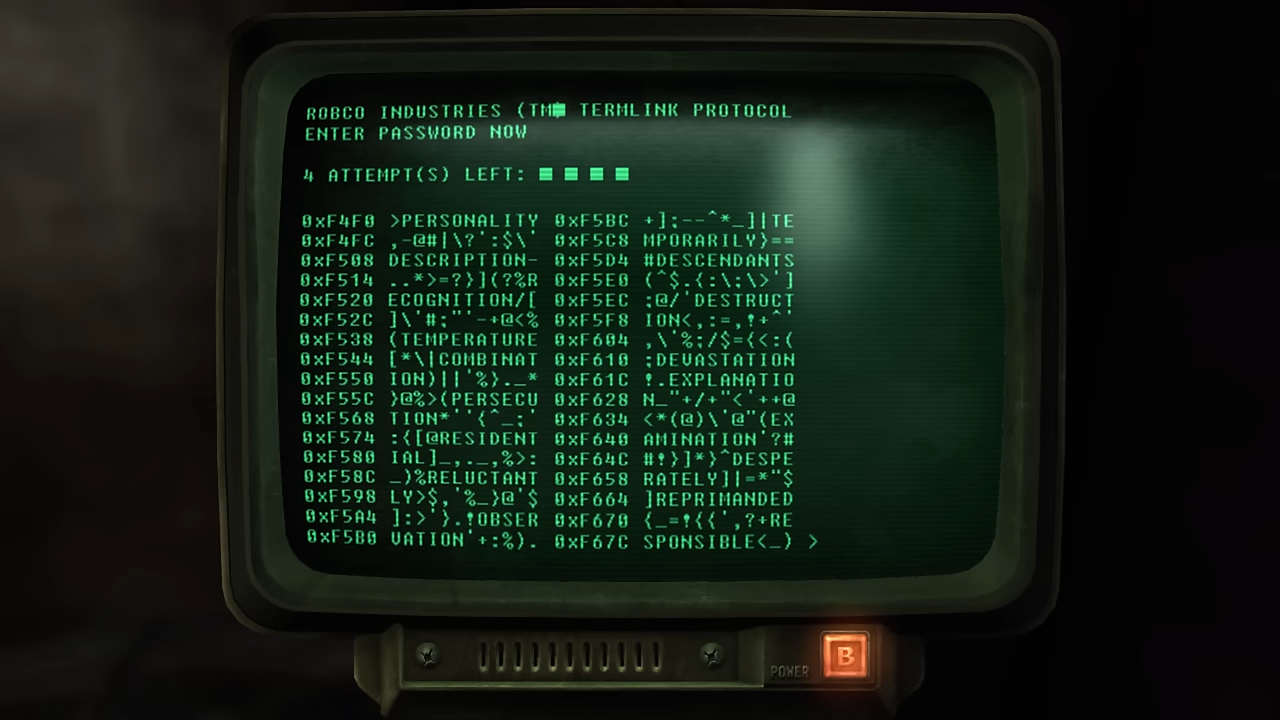 ROBCO INDUSTRIES (TM■ TERMLINK PROTOCOL
ENTER PASSWORD NOW
4 ATTEMPT(S) LEFT: ■ ■ ■ ■
0xF4F0 >PERSONALITY 0xF5BC +];--^*_]|TE
0xF4FC ,-@#|\?':$\' 0xF5C8 MPORARILY}==
0xF508 DESCRIPTION- 0xF5D4 #DESCENDANTS
0xF514 ..*>=?}](?%R 0xF5E0 (^$.{:\;\>']
0xF520 ECOGNITION/[ 0xF5EC ;@/'DESTRUCT
0xF52C ]\'#;"'-+@<% 0xF5F8 ION<,:=,!+^'
0xF538 (TEMPERATURE 0xF604 ,\'%;/$={<:(
0xF544 [*\|COMBINAT 0xF610 ;DEVASTATION
0xF550 ION)||'%}._* 0xF61C !.EXPLANATIO
0xF55C }@%>(PERSECU 0xF628 N_"+/+"<'++@
0xF568 TION*''{^_;' 0xF634 <*(@)\'@"(EX
0xF574 :{[@RESIDENT 0xF640 AMINATION'?#
0xF580 IAL]_,._,%>: 0xF64C #!}]*}^DESPE
0xF58C _)%RELUCTANT 0xF658 RATELY]|=*"$
0xF598 LY>$,'%_}@'$ 0xF664 ]REPRIMANDED
0xF5A4 ]:>'}.!OBSER 0xF670 {_=!{{',?+RE
0xF5B0 VATION'+:%). 0xF67C SPONSIBLE<_) >
POWER
B